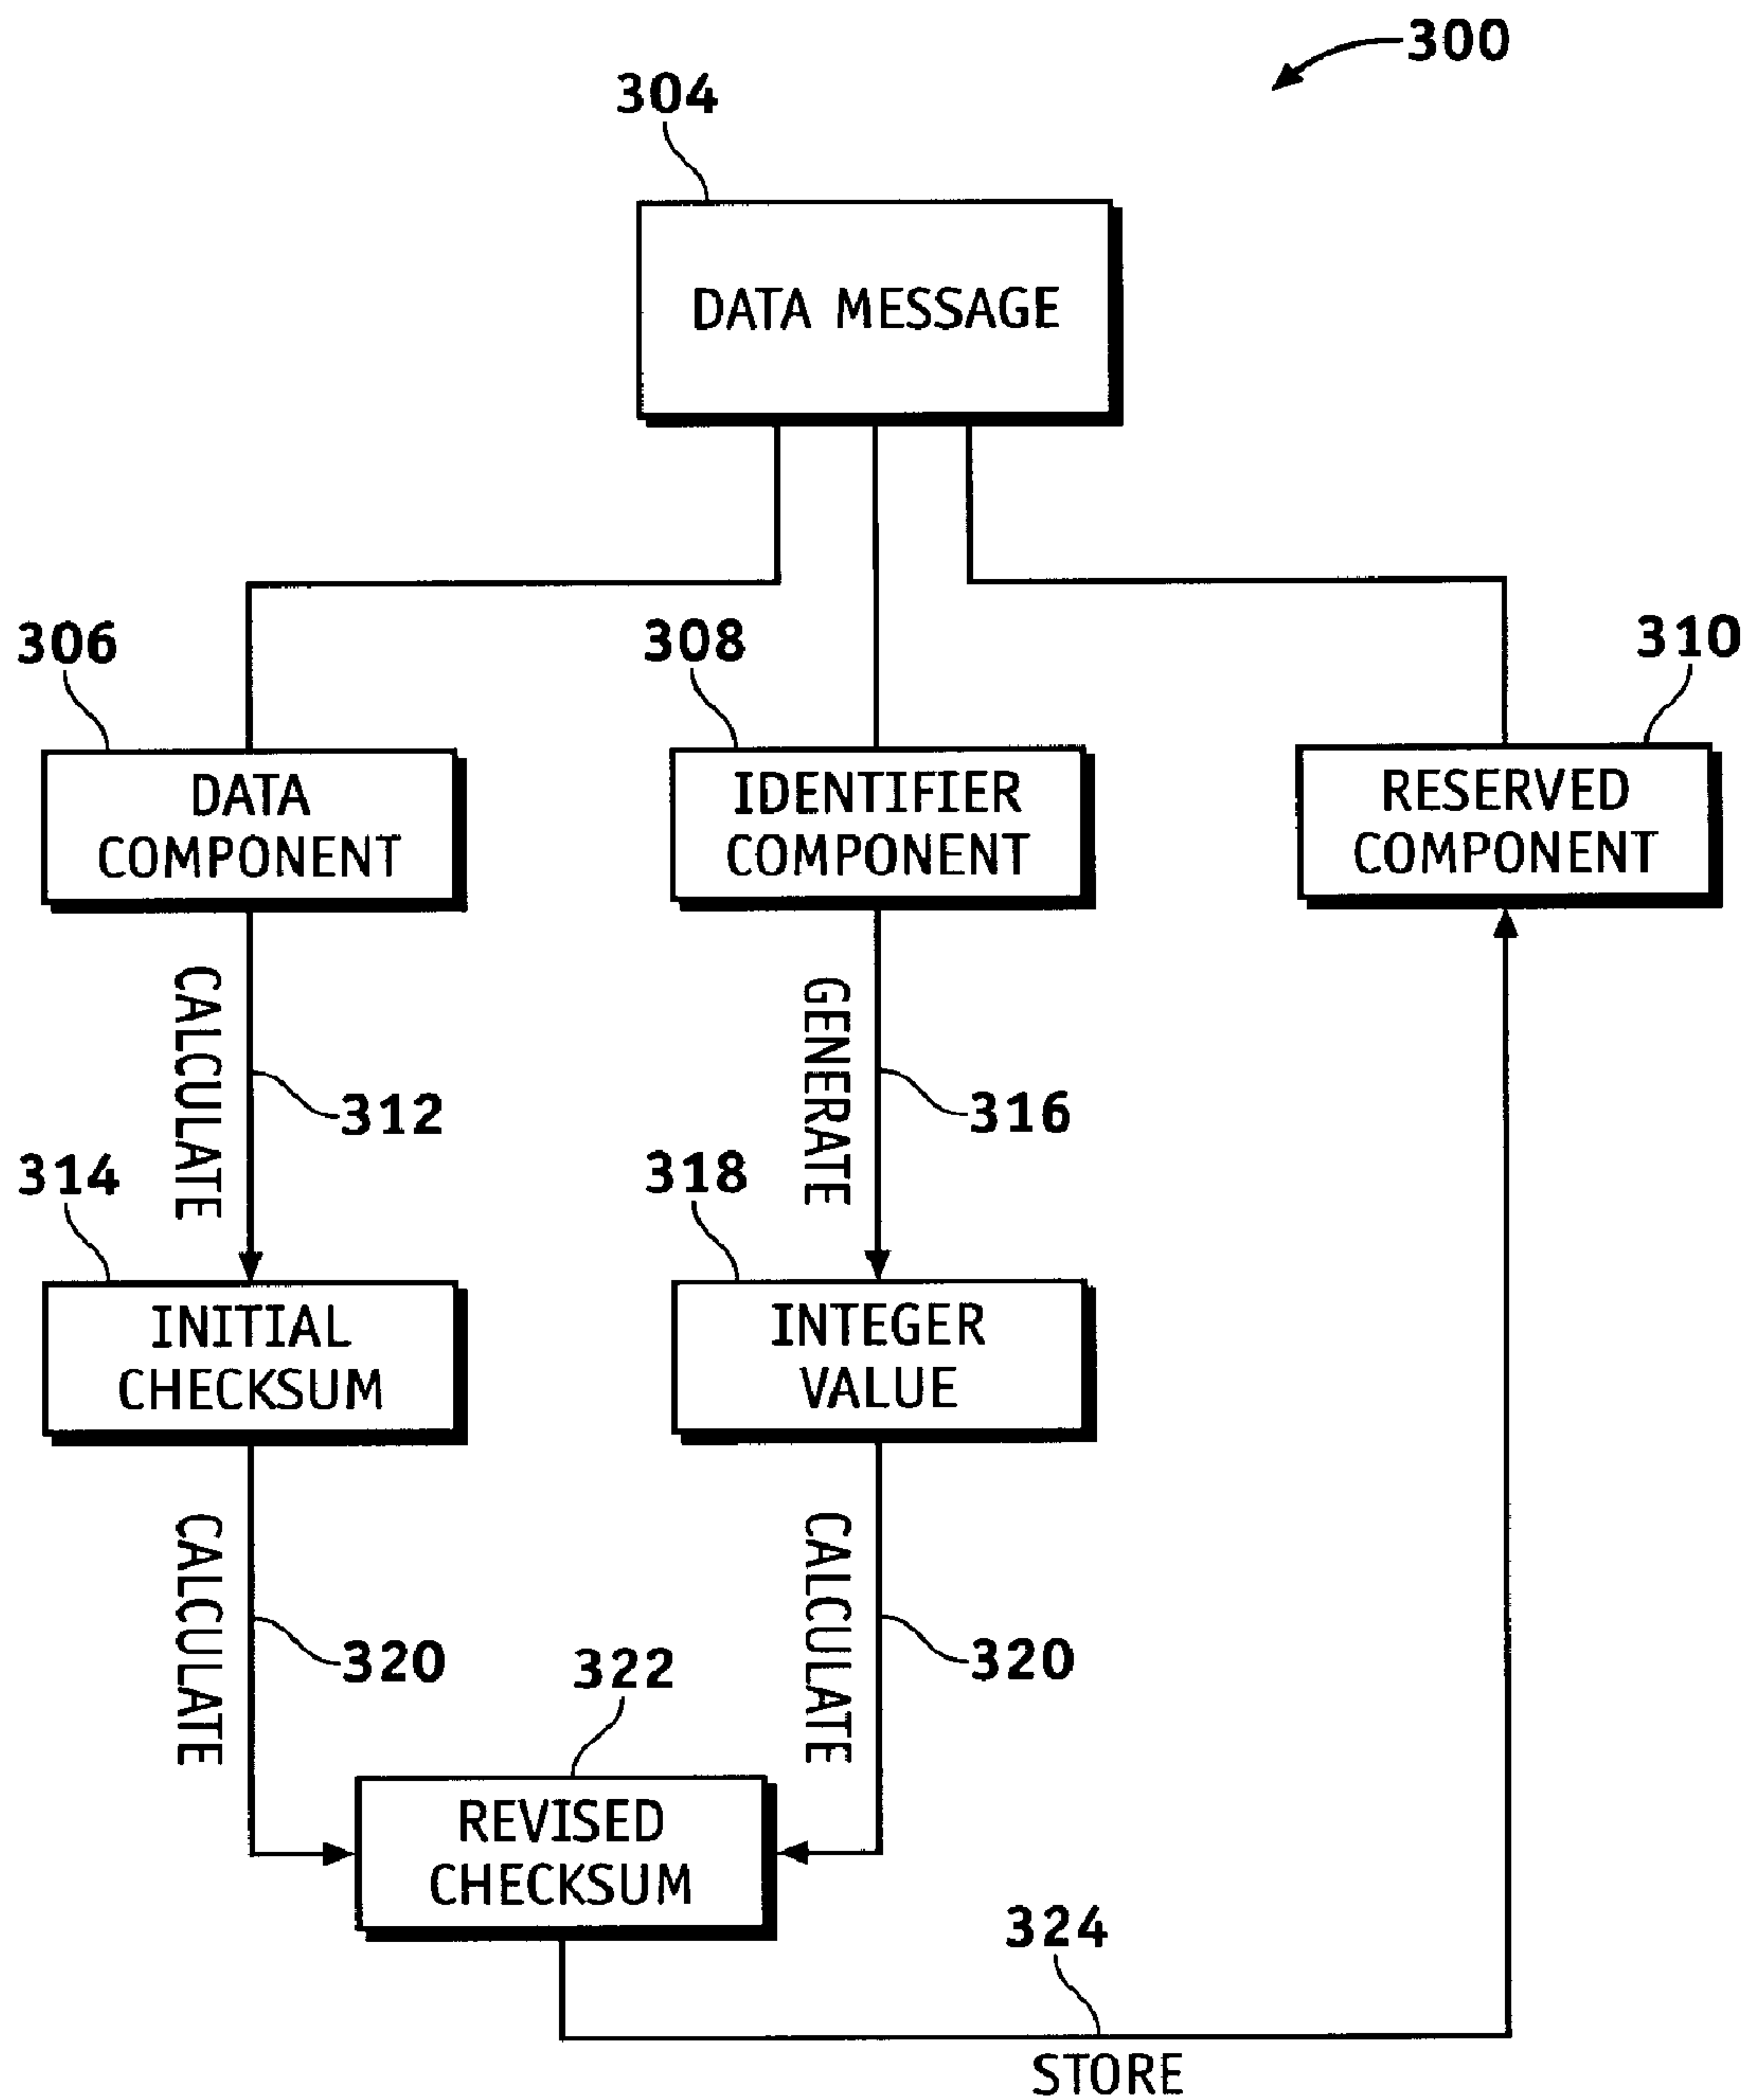 300
304
DATA MESSAGE
306
308
310
DATA
COMPONENT
IDENTIFIER
COMPONENT
RESERVED
COMPONENT
CALCULATE
312
GENERATE
316
314
318
INITIAL
CHECKSUM
INTEGER
VALUE
CALCULATE
320
CALCULATE
320
322
REVISED
CHECKSUM
324
STORE